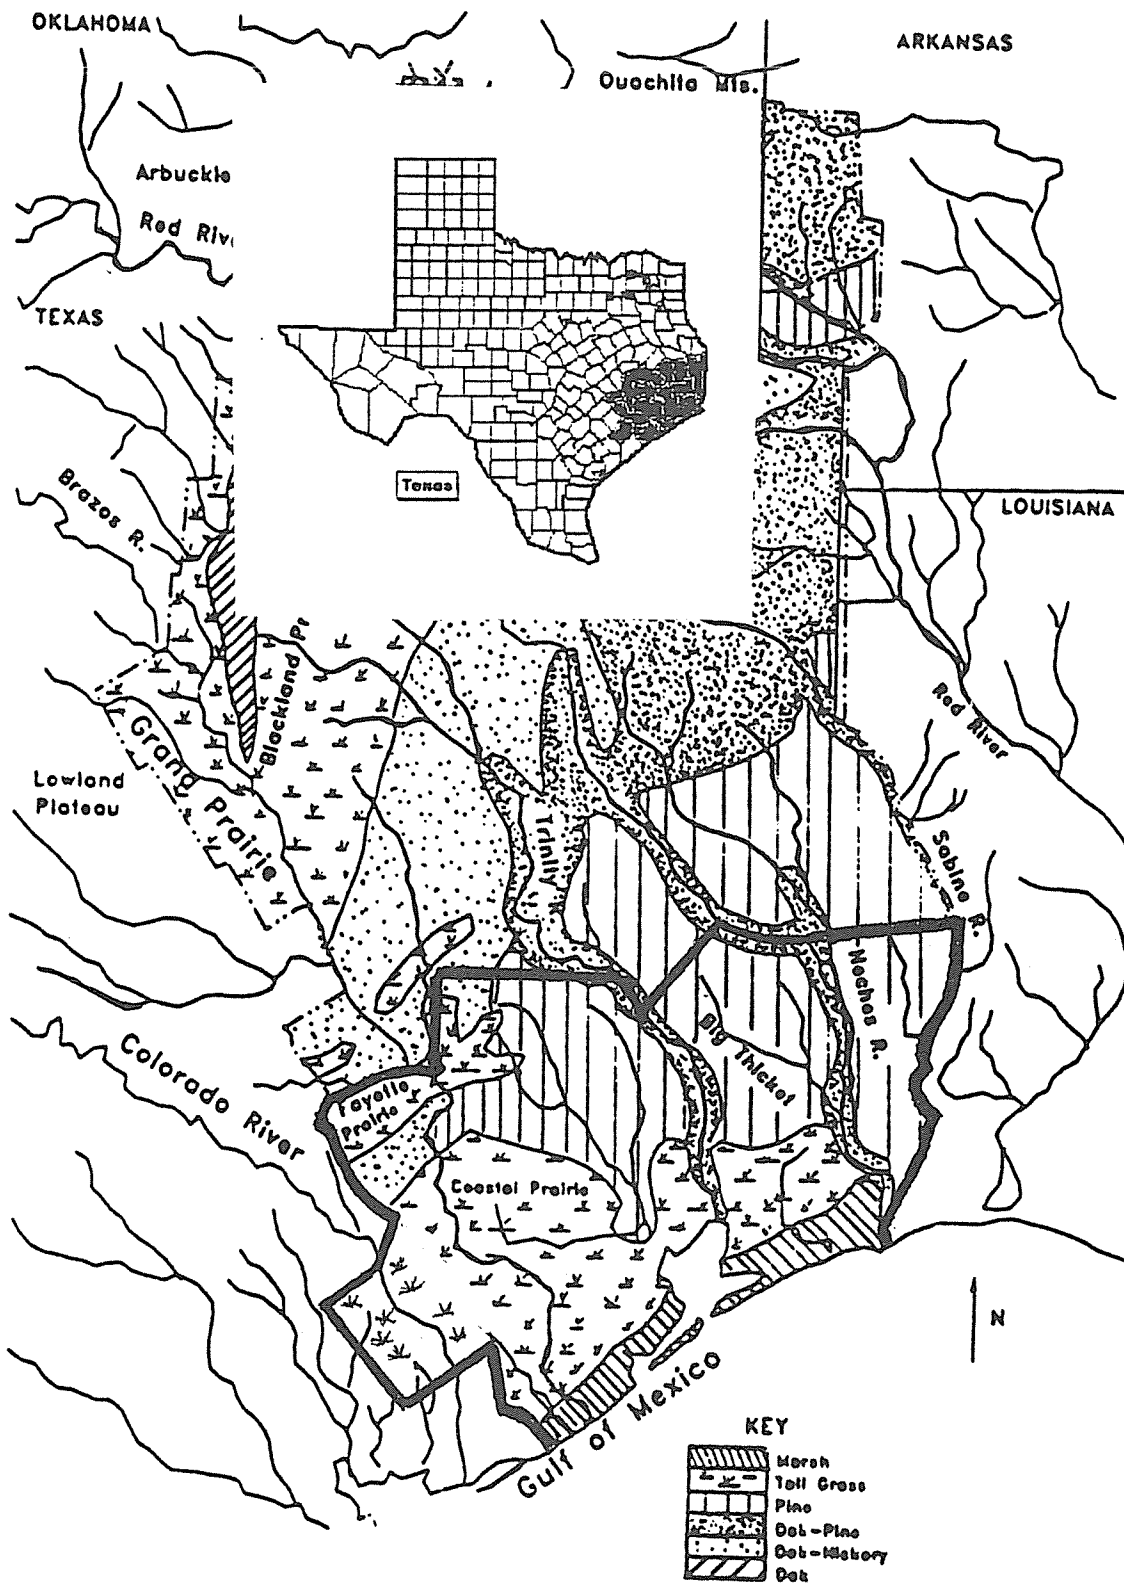 OKLAHOMA
ARKANSAS
Ouachita Mts.
Arbuckle
Red Riv
TEXAS
Texas
Brazos R.
LOUISIANA
Blackland Pr
Red River
Grand Prairie
Lowland
Plateau
Trinity
Sabine R.
Neches R.
Big Thicket
Colorado River
Fayette
Prairie
Coastal Prairie
N
Gulf of Mexico
KEY
Marsh
Tall Grass
Pine
Oak-Pine
Oak-Hickory
Oak